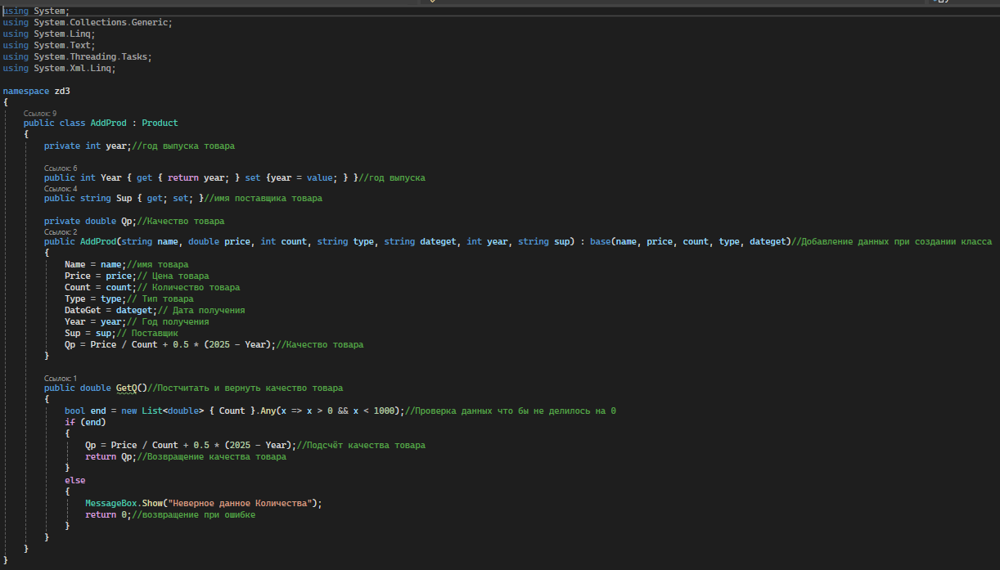 using System;
using System.Collections.Generic;
using System.Linq;
using System.Text;
using System.Threading.Tasks;
using System.Xml.Linq;
namespace zd3
{
Ссылок: 9
public class AddProd : Product
{
private int year;//год выпуска товара
Ссылок: 6
public int Year { get { return year; } set {year = value; } }//год выпуска
Ссылок: 4
public string Sup { get; set; }//имя поставщика товара
private double Qp;//Качество товара
Ссылок: 2
public AddProd(string name, double price, int count, string type, string dateget, int year, string sup) : base(name, price, count, type, dateget)//Добавление данных при создании класса
{
Name = name;//имя товара
Price = price;// Цена товара
Count = count;// Количество товара
Type = type;// Тип товара
DateGet = dateget;// Дата получения
Year = year;// Год получения
Sup = sup;// Поставщик
Qp = Price / Count + 0.5 * (2025 - Year);//Качество товара
}
Ссылок: 1
public double GetQ()//Постчитать и вернуть качество товара
{
bool end = new List<double> { Count }.Any(x => x > 0 && x < 1000);//Проверка данных что бы не делилось на 0
if (end)
{
Qp = Price / Count + 0.5 * (2025 - Year);//Подсчёт качества товара
return Qp;//Возвращение качества товара
}
else
{
MessageBox.Show("Неверное данное Количества");
return 0;//возвращение при ошибке
}
}
}
}